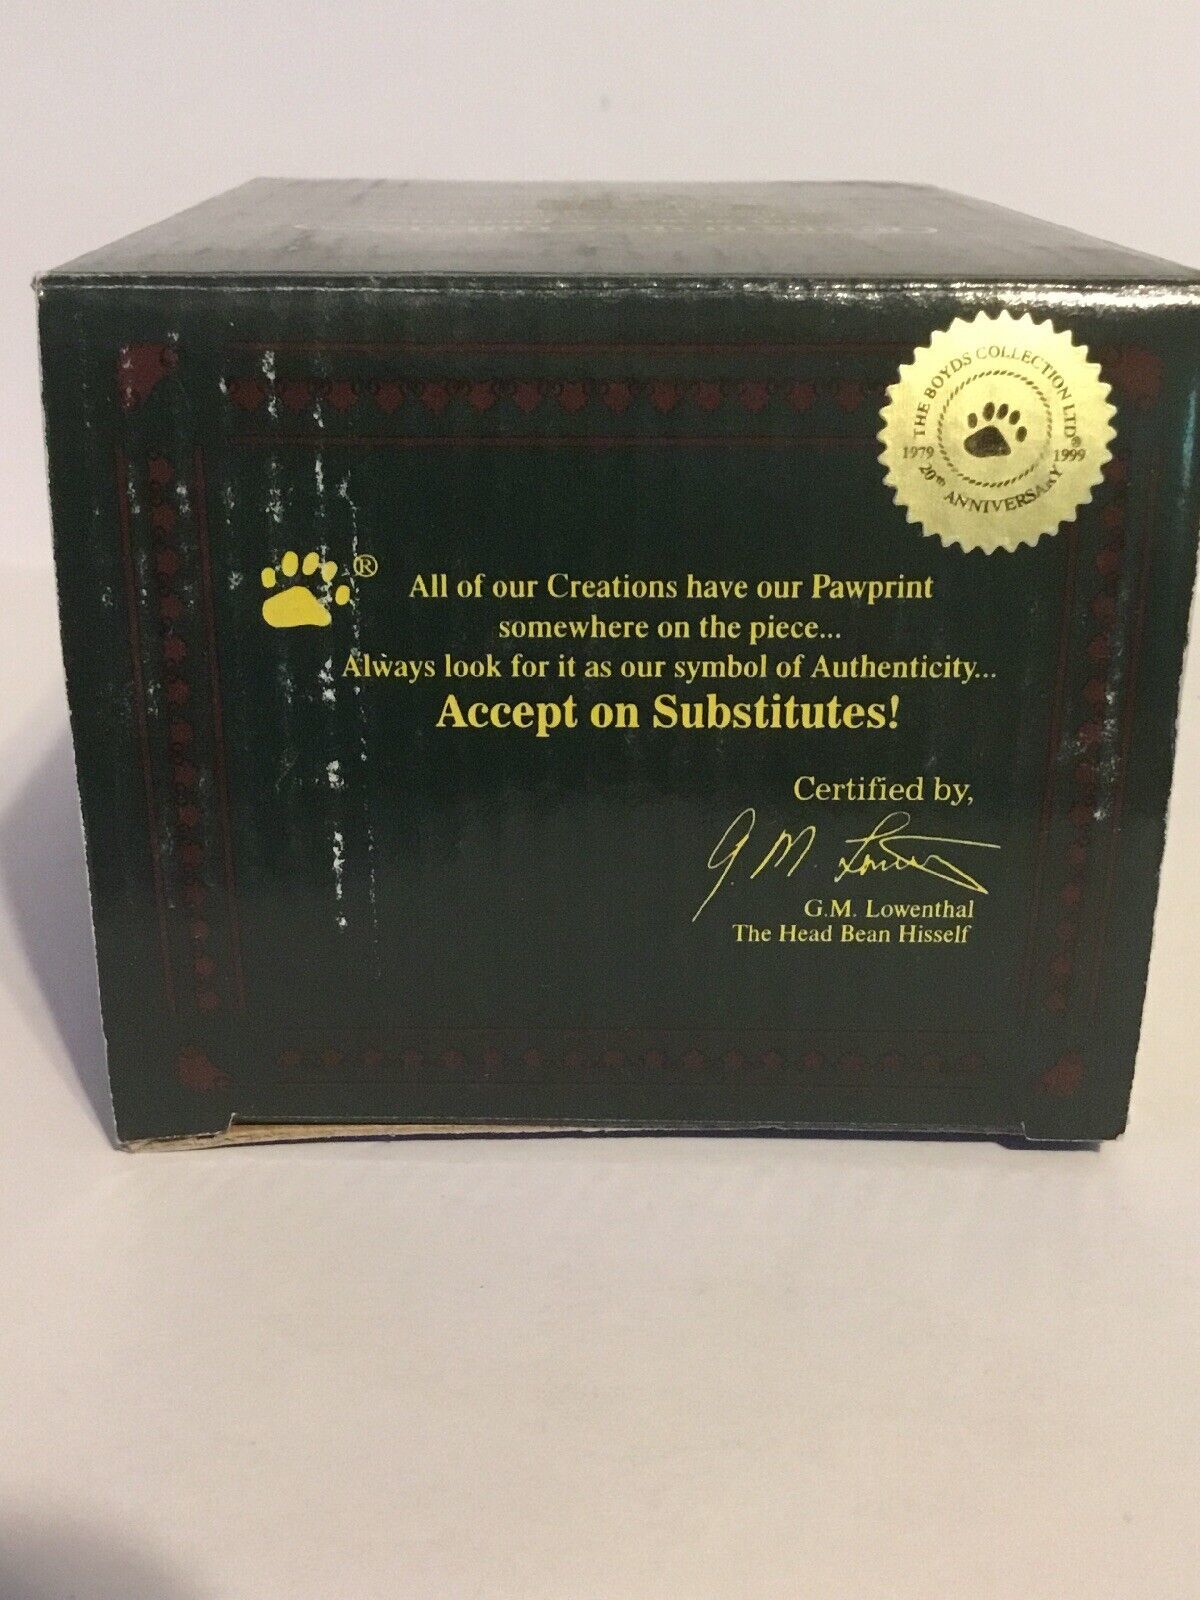 THE BOYDS COLLECTION LTD®
1979 1999
20th ANNIVERSARY
®
All of our Creations have our Pawprint
somewhere on the piece...
Always look for it as our symbol of Authenticity...
Accept on Substitutes!
Certified by,
G.M. Lowenthal
The Head Bean Hisself